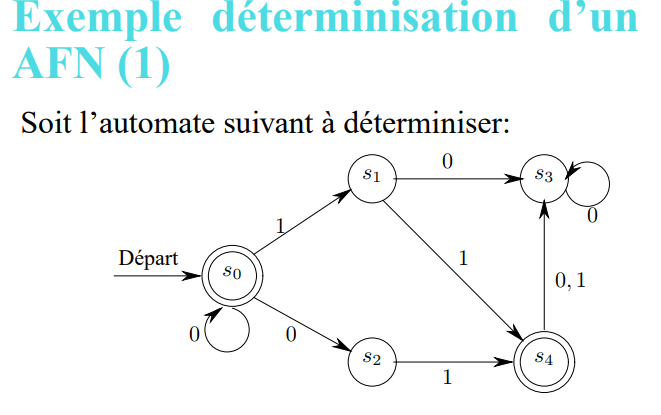 Exemple déterminisation d'un
AFN (1)
Soit l'automate suivant à déterminiser:
s1
0
s3
0
1
Départ
s0
1
0, 1
0
0
s2
1
s4